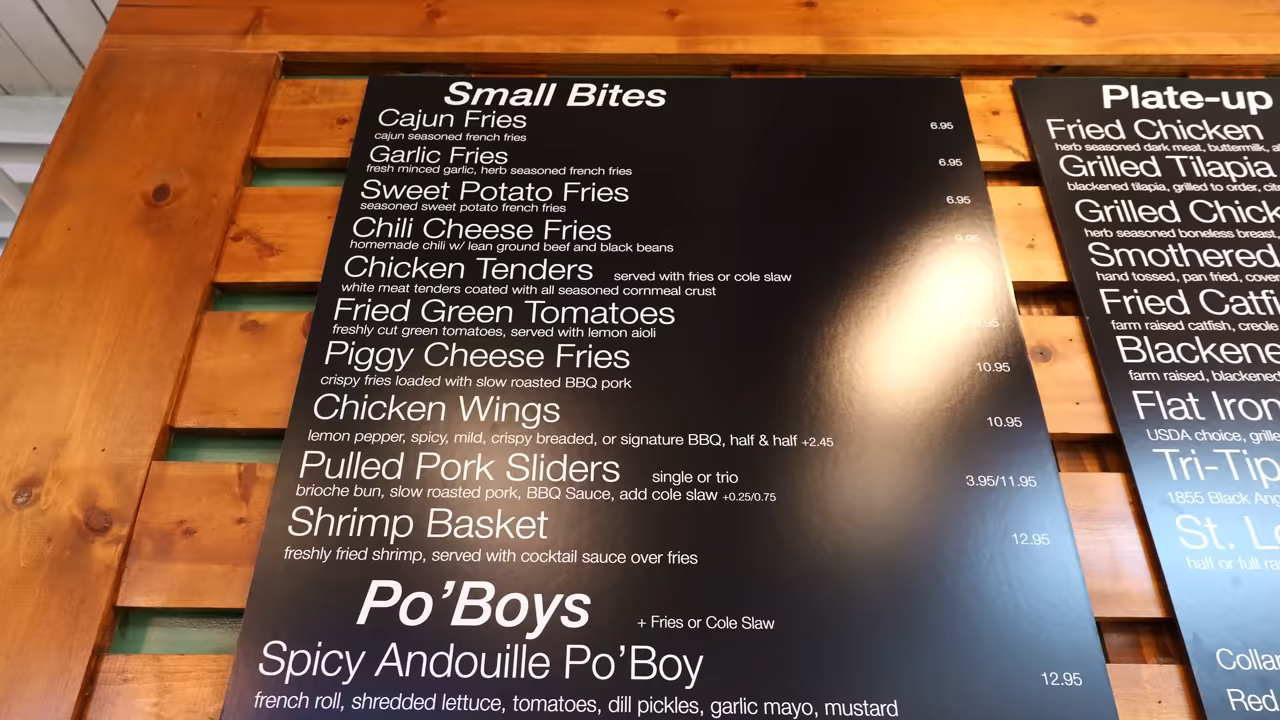 Small Bites
Cajun Fries 6.95
cajun seasoned french fries
Garlic Fries 6.95
fresh minced garlic, herb seasoned french fries
Sweet Potato Fries 6.95
seasoned sweet potato french fries
Chili Cheese Fries 9.95
homemade chili w/ lean ground beef and black beans
Chicken Tenders served with fries or cole slaw
white meat tenders coated with all seasoned cornmeal crust
Fried Green Tomatoes
freshly cut green tomatoes, served with lemon aioli
Piggy Cheese Fries 10.95
crispy fries loaded with slow roasted BBQ pork
Chicken Wings 10.95
lemon pepper, spicy, mild, crispy breaded, or signature BBQ, half & half +2.45
Pulled Pork Sliders single or trio 3.95/11.95
brioche bun, slow roasted pork, BBQ Sauce, add cole slaw +0.25/0.75
Shrimp Basket 12.95
freshly fried shrimp, served with cocktail sauce over fries
Po'Boys + Fries or Cole Slaw
Spicy Andouille Po'Boy 12.95
french roll, shredded lettuce, tomatoes, dill pickles, garlic mayo, mustard
Plate-up
Fried Chicken
herb seasoned dark meat, buttermilk,
Grilled Tilapia
blackened tilapia, grilled to order,
Grilled
herb seasoned boneless breast,
Smothered
hand tossed, pan fried,
Fried
farm raised catfish, creole
farm raised, blackened
Flat Iron
USDA choice,
Tri-Tip
1855 Black
St.
half or full
Red